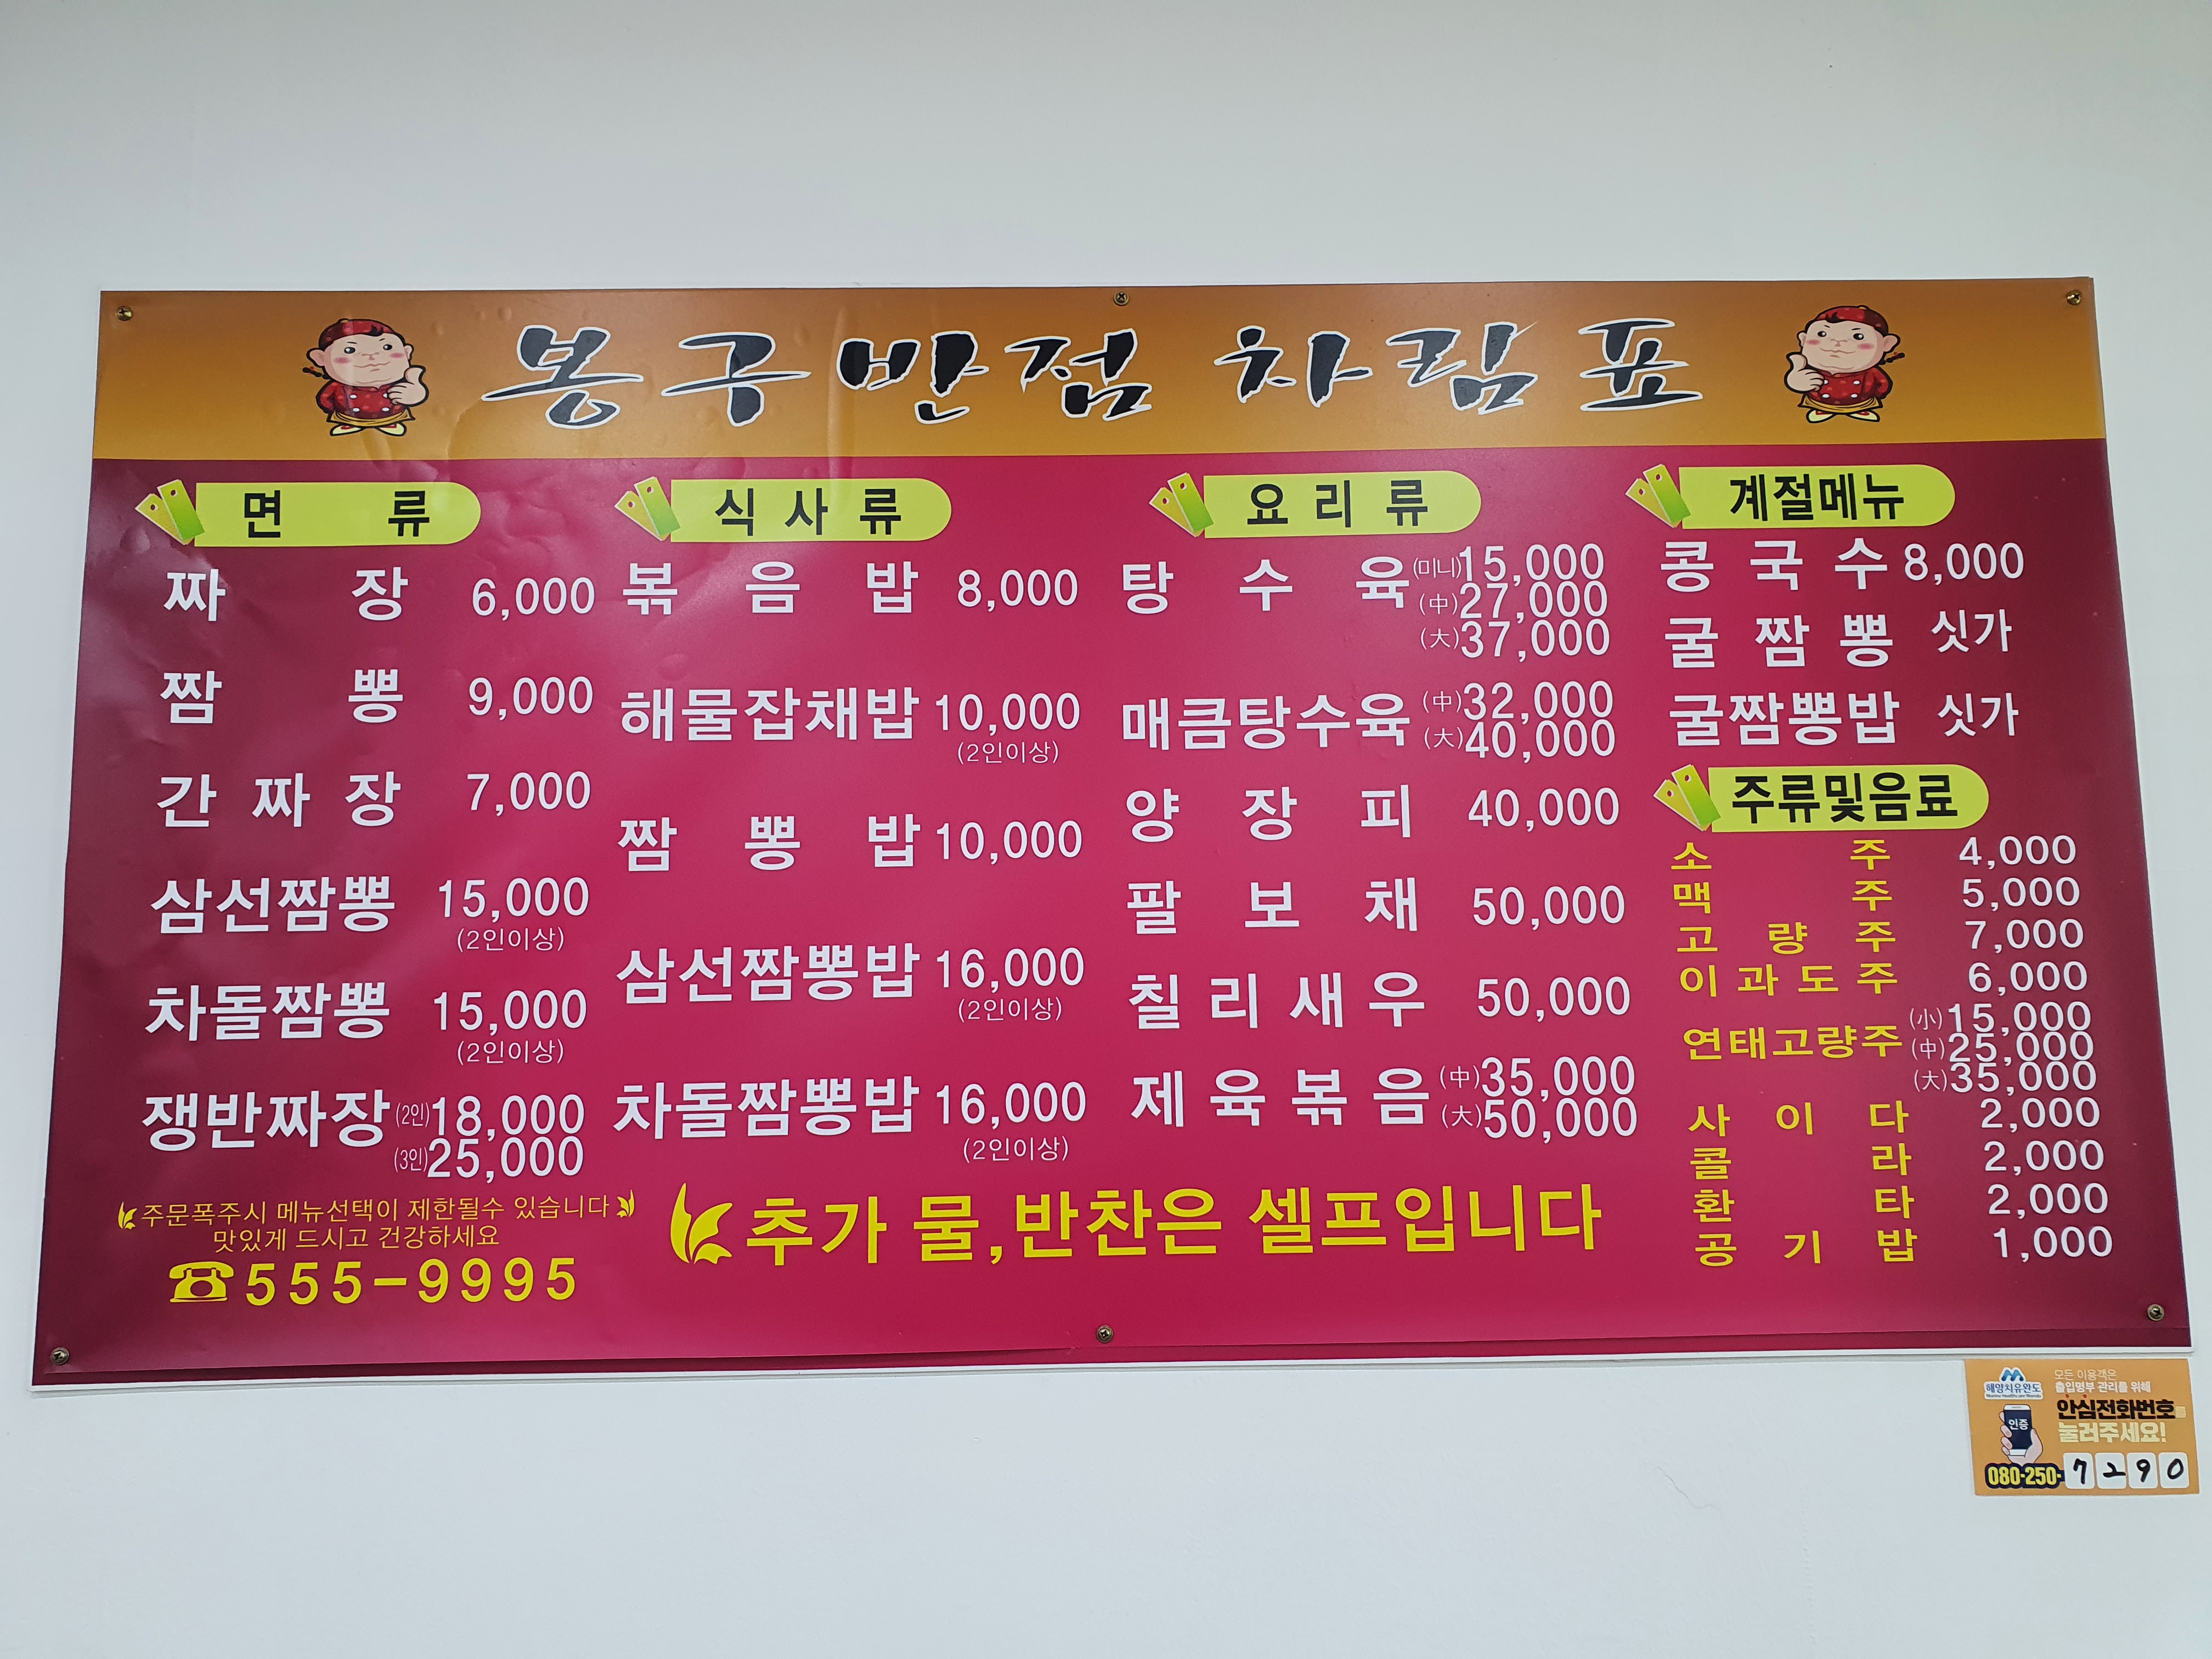 봉구반점 차림표
면 류
짜 장 6,000
짬 뽕 9,000
간 짜 장 7,000
삼선짬뽕 15,000
(2인이상)
차돌짬뽕 15,000
(2인이상)
쟁반짜장 (2인)18,000
(3인)25,000
주문폭주시 메뉴선택이 제한될수 있습니다
맛있게 드시고 건강하세요
☎555-9995
식 사 류
볶 음 밥 8,000
해물잡채밥 10,000
(2인이상)
짬 뽕 밥 10,000
삼선짬뽕밥 16,000
(2인이상)
차돌짬뽕밥 16,000
(2인이상)
요 리 류
탕 수 육 (미니)15,000
(中)27,000
(大)37,000
매큼탕수육 (中)32,000
(大)40,000
양 장 피 40,000
팔 보 채 50,000
칠 리 새 우 50,000
제 육 볶 음 (中)35,000
(大)50,000
추가 물,반찬은 셀프입니다
계절메뉴
콩 국 수 8,000
굴 짬 뽕 싯가
굴짬뽕밥 싯가
주류및음료
소 주 4,000
맥 주 5,000
고 량 주 7,000
이 과 도 주 6,000
연태고량주 (小)15,000
(中)25,000
(大)35,000
사 이 다 2,000
콜 라 2,000
환 타 2,000
공 기 밥 1,000
해양치유완도
모든 이용객은
출입명부 관리를 위해
안심전화번호를
눌러주세요!
인증
080-250-7290